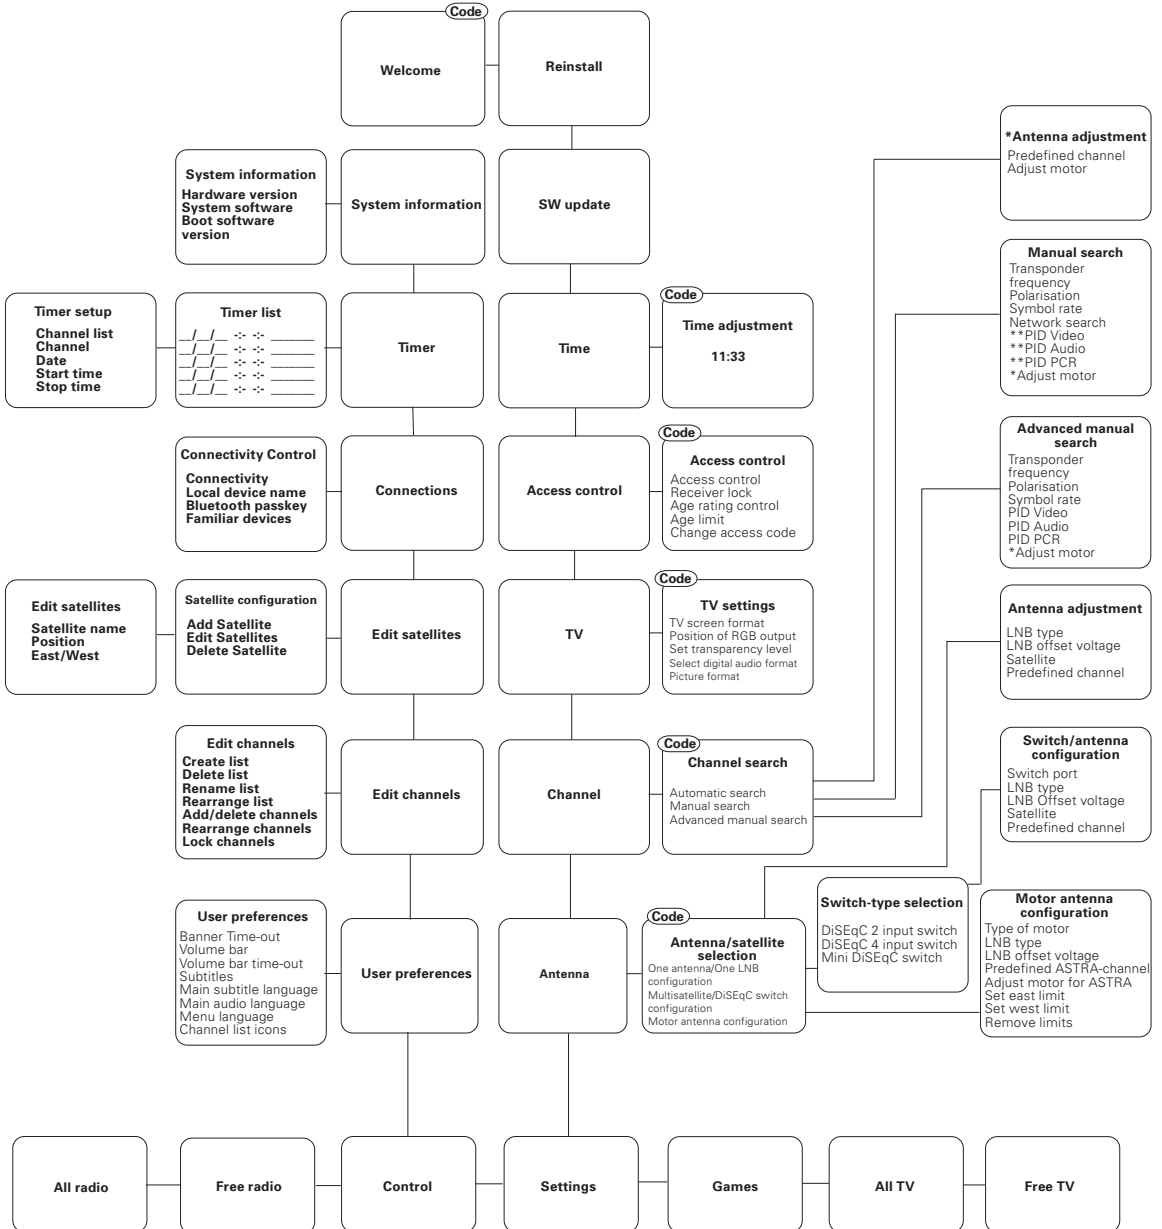 Code
Welcome
Reinstall
*Antenna adjustment
Predefined channel
Adjust motor
System information
Hardware version
System software
Boot software
version
System information
SW update
Manual search
Transponder
frequency
Polarisation
Symbol rate
Network search
**PID Video
**PID Audio
**PID PCR
*Adjust motor
Timer setup
Channel list
Channel
Date
Start time
Stop time
Timer list
__/__/__ -:- -:- ______
__/__/__ -:- -:- ______
__/__/__ -:- -:- ______
__/__/__ -:- -:- ______
__/__/__ -:- -:- ______
Timer
Time
Code
Time adjustment
11:33
Connectivity Control
Connectivity
Local device name
Bluetooth passkey
Familiar devices
Connections
Access control
Code
Access control
Access control
Receiver lock
Age rating control
Age limit
Change access code
Advanced manual
search
Transponder
frequency
Polarisation
Symbol rate
PID Video
PID Audio
PID PCR
*Adjust motor
Edit satellites
Satellite name
Position
East/West
Satellite configuration
Add Satellite
Edit Satellites
Delete Satellite
Edit satellites
TV
Code
TV settings
TV screen format
Position of RGB output
Set transparency level
Select digital audio format
Picture format
Antenna adjustment
LNB type
LNB offset voltage
Satellite
Predefined channel
Edit channels
Create list
Delete list
Rename list
Rearrange list
Add/delete channels
Rearrange channels
Lock channels
Edit channels
Channel
Code
Channel search
Automatic search
Manual search
Advanced manual search
Switch/antenna
configuration
Switch port
LNB type
LNB Offset voltage
Satellite
Predefined channel
User preferences
Banner Time-out
Volume bar
Volume bar time-out
Subtitles
Main subtitle language
Main audio language
Menu language
Channel list icons
User preferences
Antenna
Code
Antenna/satellite
selection
One antenna/One LNB
configuration
Multisatellite/DiSEqC switch
configuration
Motor antenna configuration
Switch-type selection
DiSEqC 2 input switch
DiSEqC 4 input switch
Mini DiSEqC switch
Motor antenna
configuration
Type of motor
LNB type
LNB offset voltage
Predefined ASTRA-channel
Adjust motor for ASTRA
Set east limit
Set west limit
Remove limits
All radio
Free radio
Control
Settings
Games
All TV
Free TV